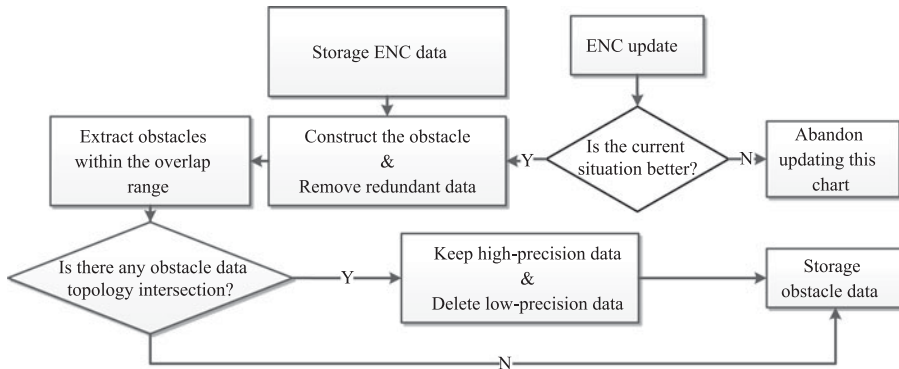 Storage ENC data
ENC update
Extract obstacles
within the overlap
range
Construct the obstacle
&
Remove redundant data
Y
Is the current
situation better?
N
Abandon
updating this
chart
Is there any obstacle data
topology intersection?
Y
Keep high-precision data
&
Delete low-precision data
Storage
obstacle data
N